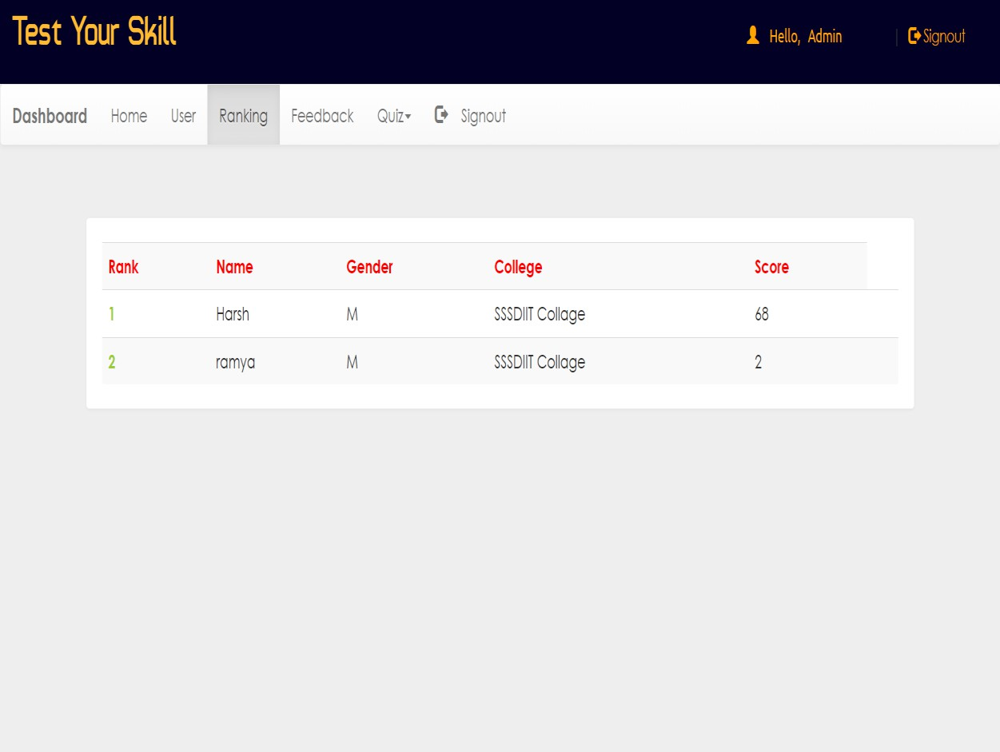 Test Your Skill
Hello, Admin | Signout
Dashboard Home User Ranking Feedback Quiz Signout
Rank Name Gender College Score
1 Harsh M SSSDIIT Collage 68
2 ramya M SSSDIIT Collage 2